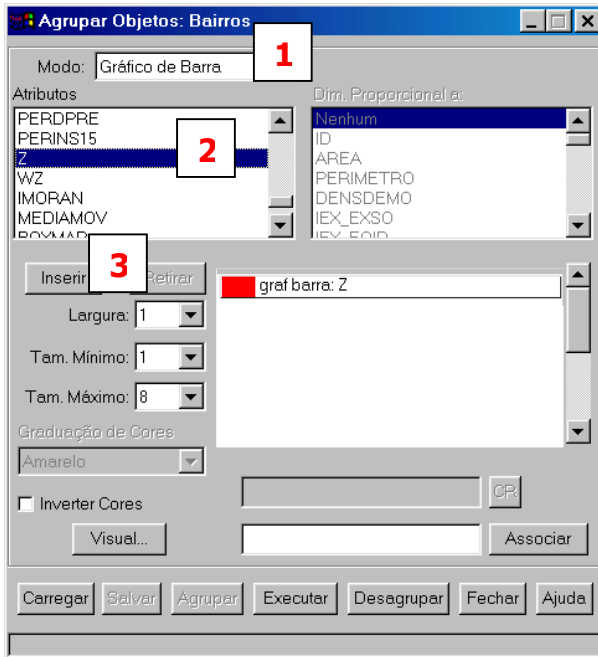 Agrupar Objetos: Bairros
1
Modo: Gráfico de Barra
Atributos
Dim. Proporcional a:
PERDPRE
PERINS15
Z
WZ
IMORAN
MEDIAMOV
2
Nenhum
ID
AREA
PERIMETRO
DENSDEMO
IEX_EXSO
3
Inserir
Retirar
graf barra: Z
Largura: 1
Tam. Mínimo: 1
Tam. Máximo: 8
Graduação de Cores
Amarelo
Inverter Cores
CR
Visual...
Associar
Carregar Salvar Agrupar Executar Desagrupar Fechar Ajuda